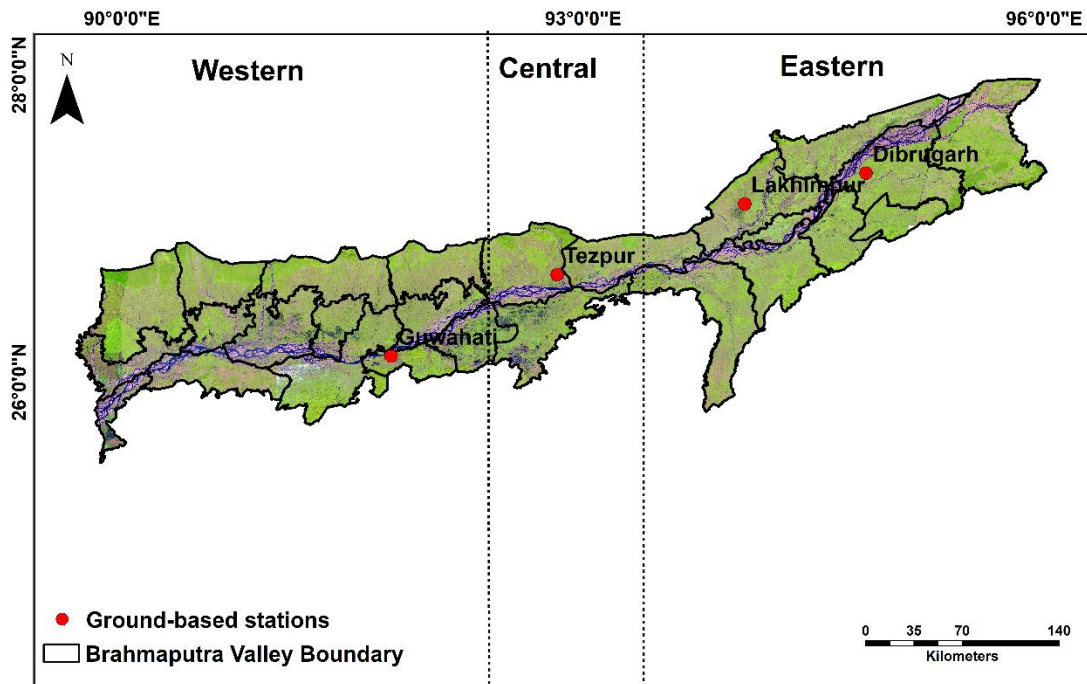 90°0'0"E 93°0'0"E 96°0'0"E
28°0'0"N
N
Western Central Eastern
Dibrugarh
Lakhimpur
Tezpur
Guwahati
26°0'0"N
Ground-based stations
Brahmaputra Valley Boundary
0 35 70 140
Kilometers